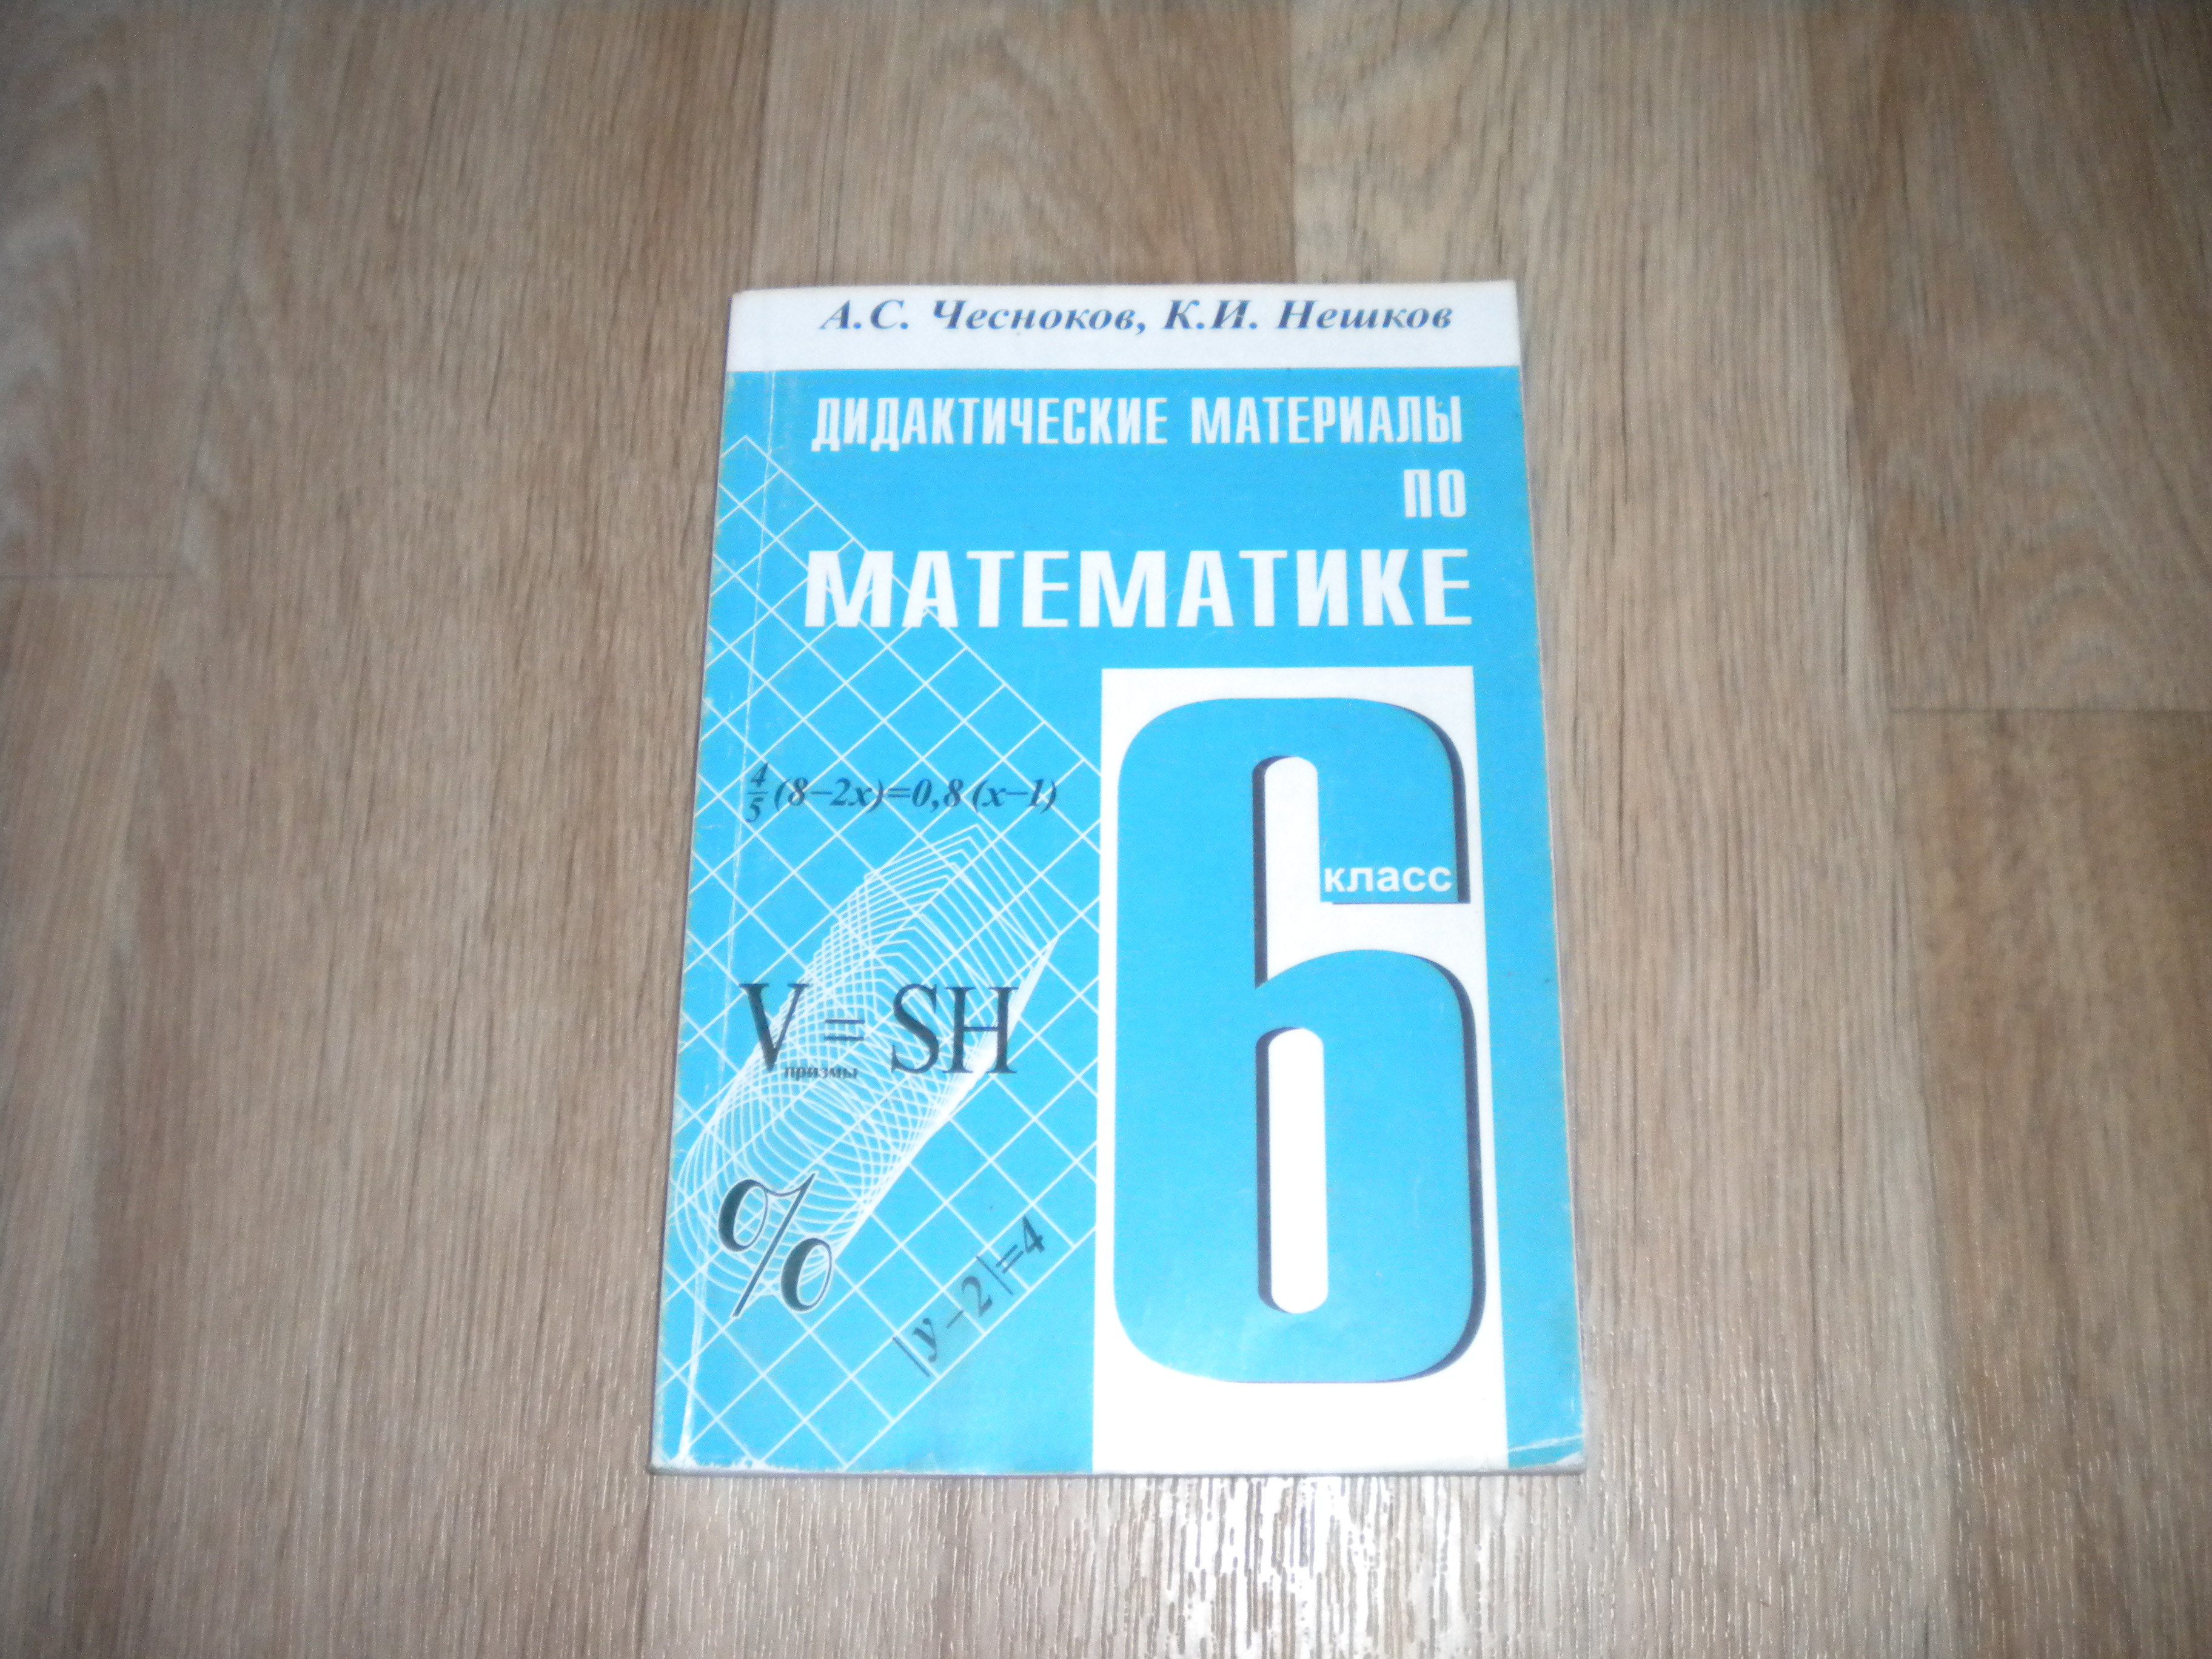 А.С. Чесноков, К.И. Нешков
ДИДАКТИЧЕСКИЕ МАТЕРИАЛЫ
ПО
МАТЕМАТИКЕ
4/5 (8−2x)=0,8(x−1)
класс
6
V призмы = SH
%
|y−2|=4